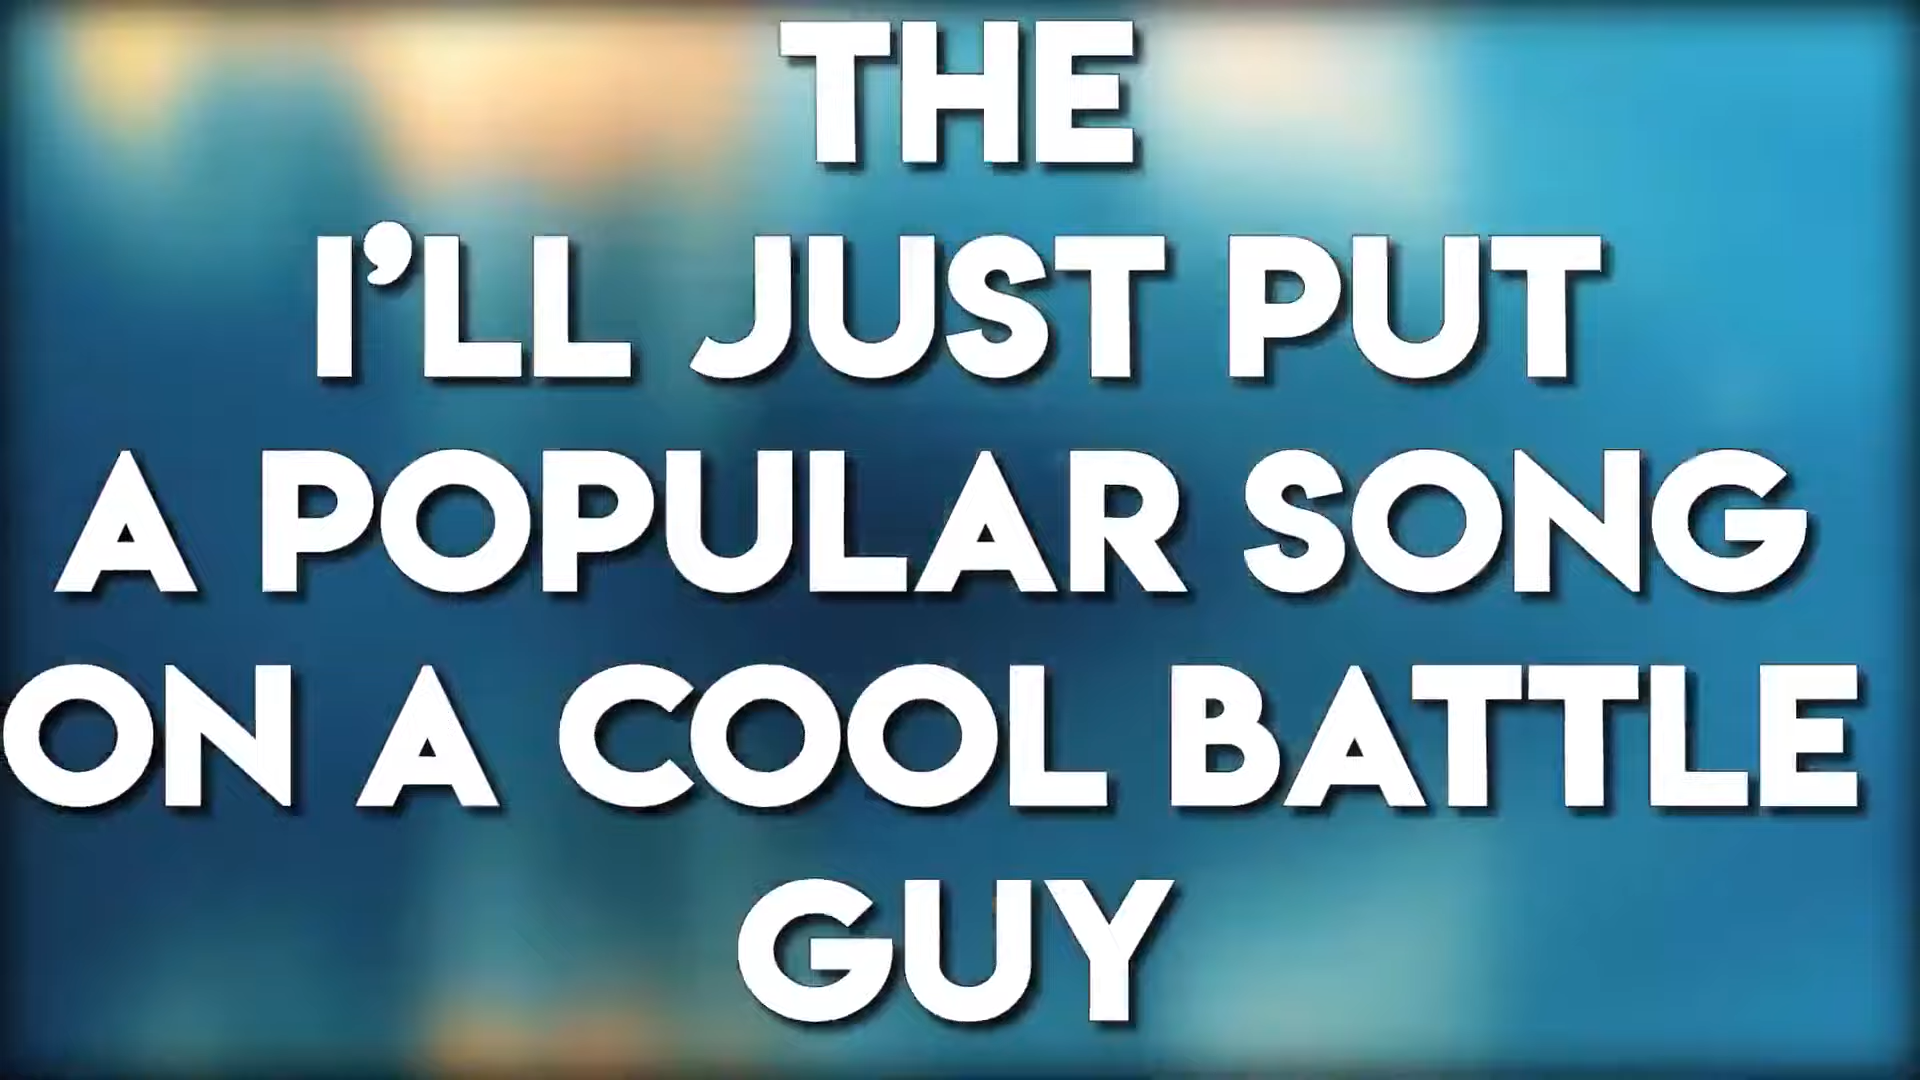 THE
I’LL JUST PUT
A POPULAR SONG
ON A COOL BATTLE
GUY